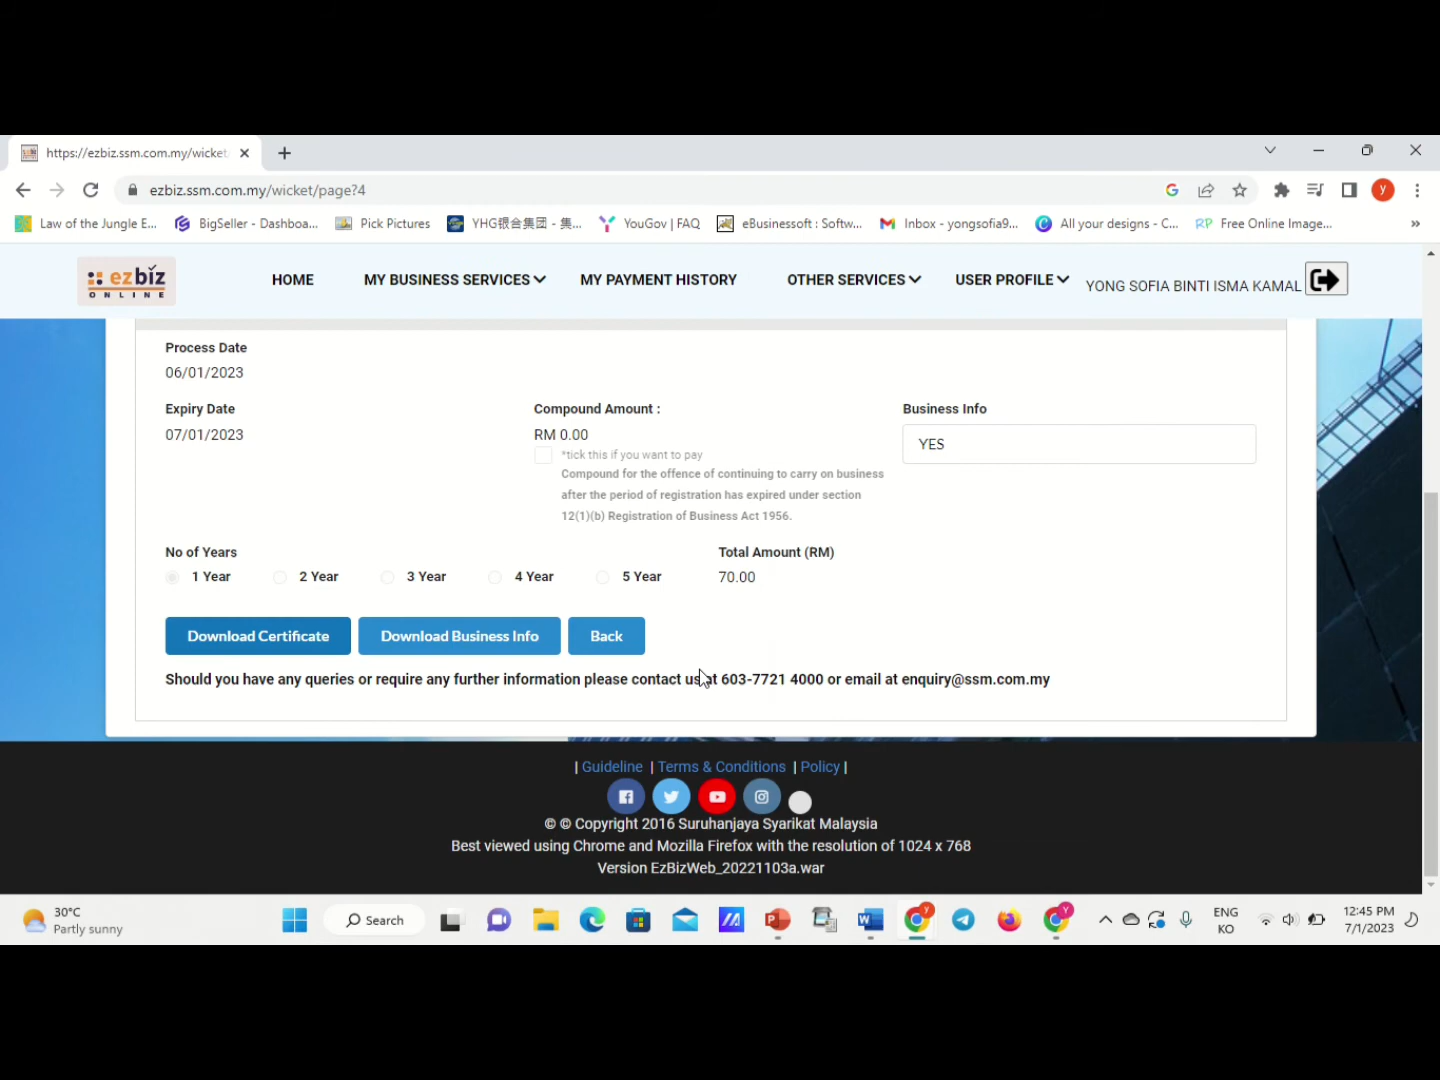 https://ezbiz.ssm.com.my/wicket
ezbiz.ssm.com.my/wicket/page?4
y
Law of the Jungle E...
BigSeller - Dashboa...
Pick Pictures
YHG银合集团 - 集...
YouGov | FAQ
eBusinessoft : Softw...
Inbox - yongsofia9...
All your designs - C...
RP Free Online Image...
»
ezbiz
ONLINE
HOME
MY BUSINESS SERVICES
MY PAYMENT HISTORY
OTHER SERVICES
USER PROFILE
YONG SOFIA BINTI ISMA KAMAL
Process Date
06/01/2023
Expiry Date
07/01/2023
Compound Amount :
RM 0.00
*tick this if you want to pay
Compound for the offence of continuing to carry on business
after the period of registration has expired under section
12(1)(b) Registration of Business Act 1956.
Business Info
YES
No of Years
1 Year 2 Year 3 Year 4 Year 5 Year
Total Amount (RM)
70.00
Download Certificate
Download Business Info
Back
Should you have any queries or require any further information please contact us at 603-7721 4000 or email at enquiry@ssm.com.my
| Guideline | Terms & Conditions | Policy |
© © Copyright 2016 Suruhanjaya Syarikat Malaysia
Best viewed using Chrome and Mozilla Firefox with the resolution of 1024 x 768
Version EzBizWeb_20221103a.war
30°C
Partly sunny
Search
ENG
KO
12:45 PM
7/1/2023